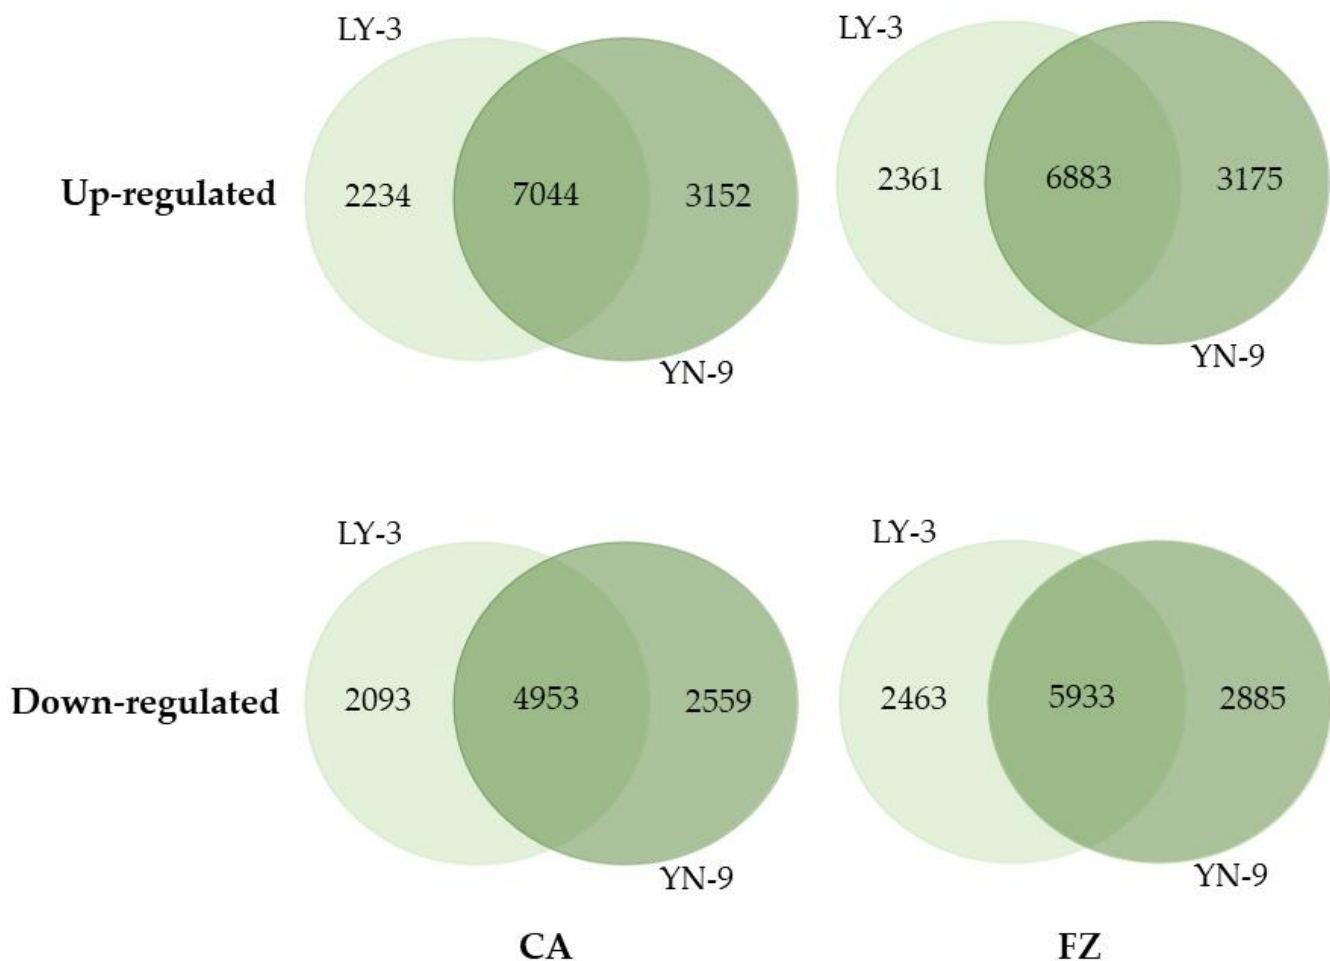 LY-3
LY-3
Up-regulated
2234
7044
3152
2361
6883
3175
YN-9
YN-9
LY-3
LY-3
Down-regulated
2093
4953
2559
2463
5933
2885
YN-9
YN-9
CA
FZ